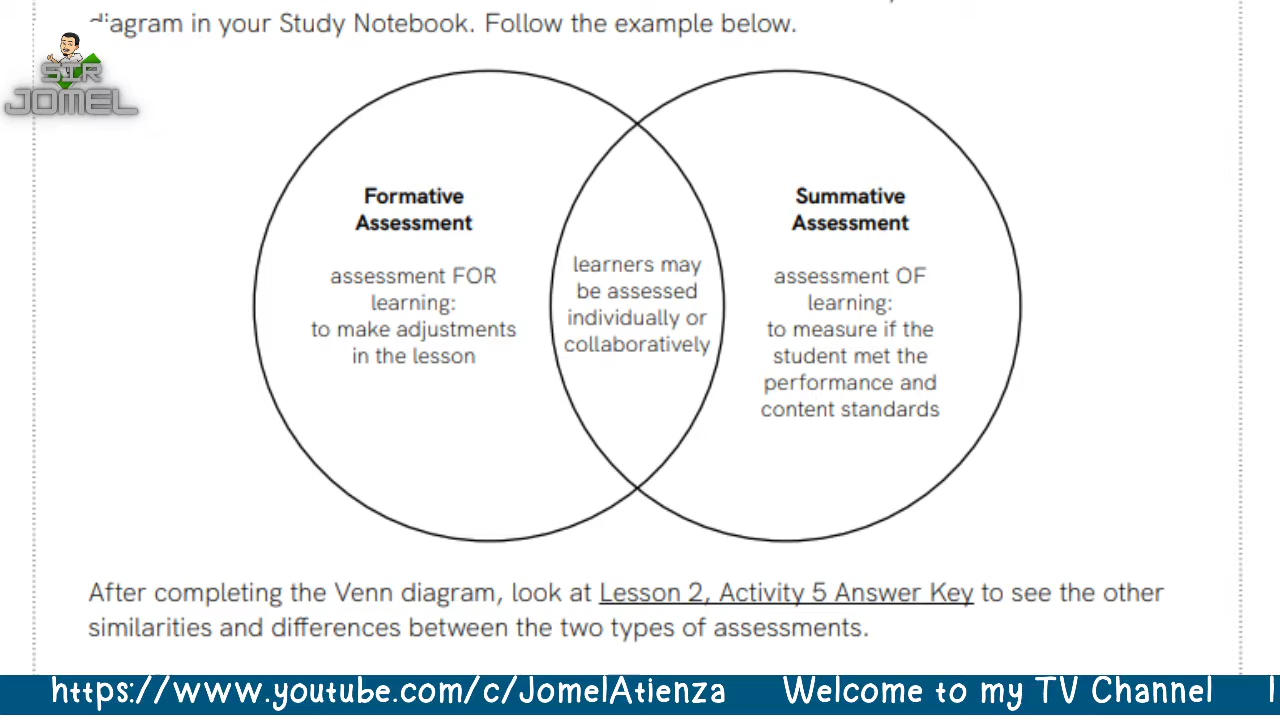 diagram in your Study Notebook. Follow the example below.
SIR
JOMEL
Formative
Assessment
assessment FOR
learning:
to make adjustments
in the lesson
learners may
be assessed
individually or
collaboratively
Summative
Assessment
assessment OF
learning:
to measure if the
student met the
performance and
content standards
After completing the Venn diagram, look at Lesson 2, Activity 5 Answer Key to see the other
similarities and differences between the two types of assessments.
https://www.youtube.com/c/JomelAtienza Welcome to my TV Channel